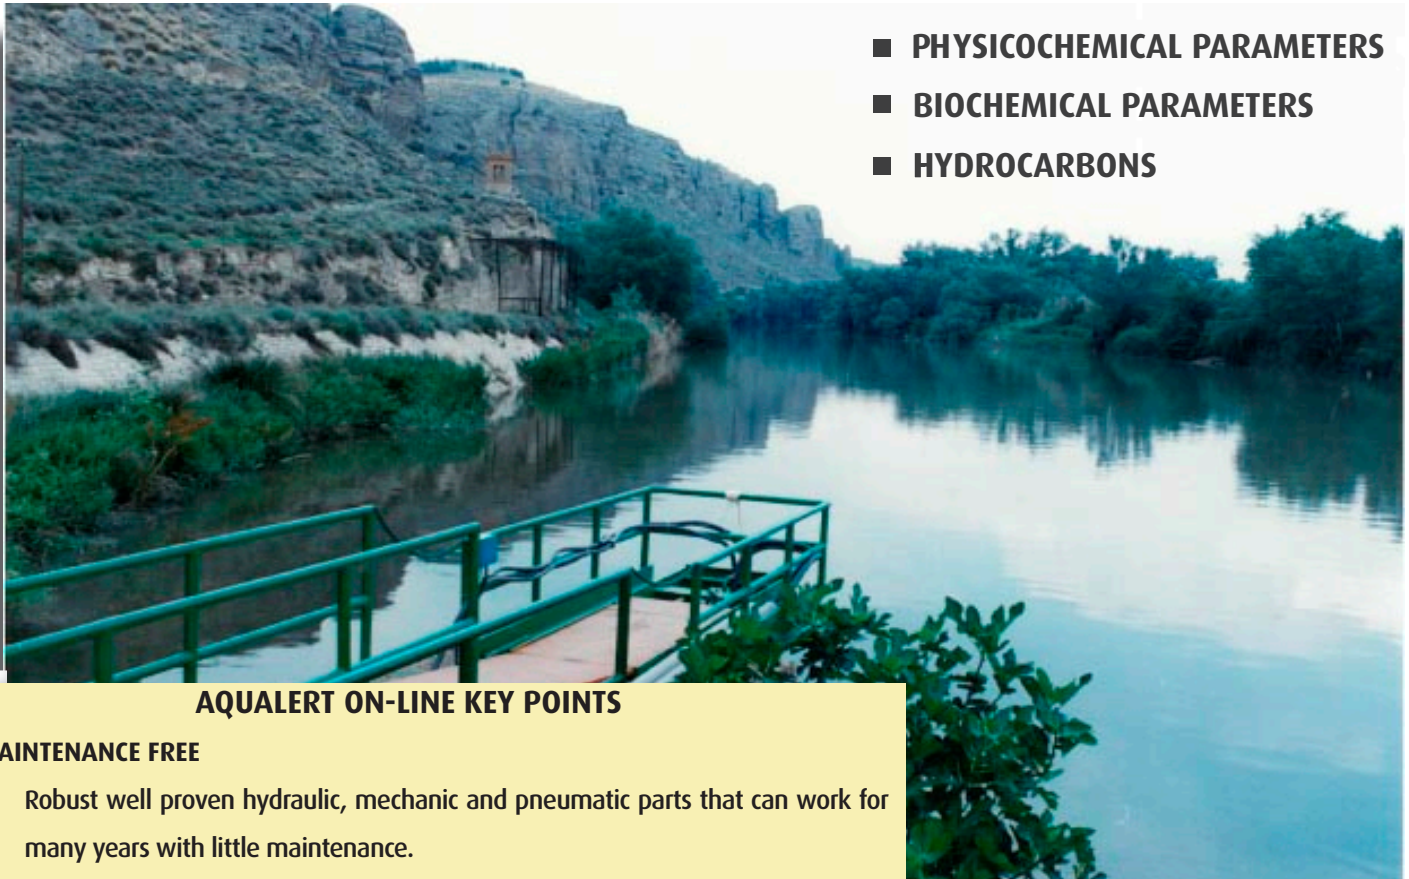 ■ PHYSICOCHEMICAL PARAMETERS
■ BIOCHEMICAL PARAMETERS
■ HYDROCARBONS
AQUALERT ON-LINE KEY POINTS
AINTENANCE FREE
Robust well proven hydraulic, mechanic and pneumatic parts that can work for
many years with little maintenance.